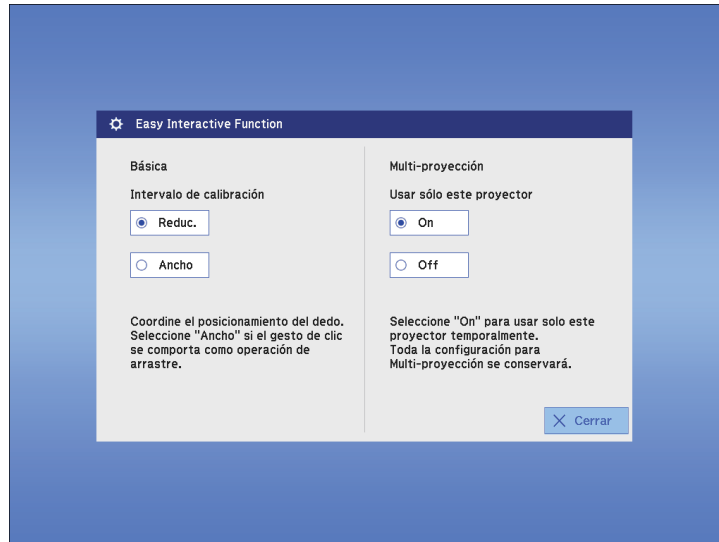 Easy Interactive Function
Básica
Intervalo de calibración
Reduc.
Ancho
Coordine el posicionamiento del dedo.
Seleccione "Ancho" si el gesto de clic
se comporta como operación de
arrastre.
Multi-proyección
Usar sólo este proyector
On
Off
Seleccione "On" para usar solo este
proyector temporalmente.
Toda la configuración para
Multi-proyección se conservará.
Cerrar